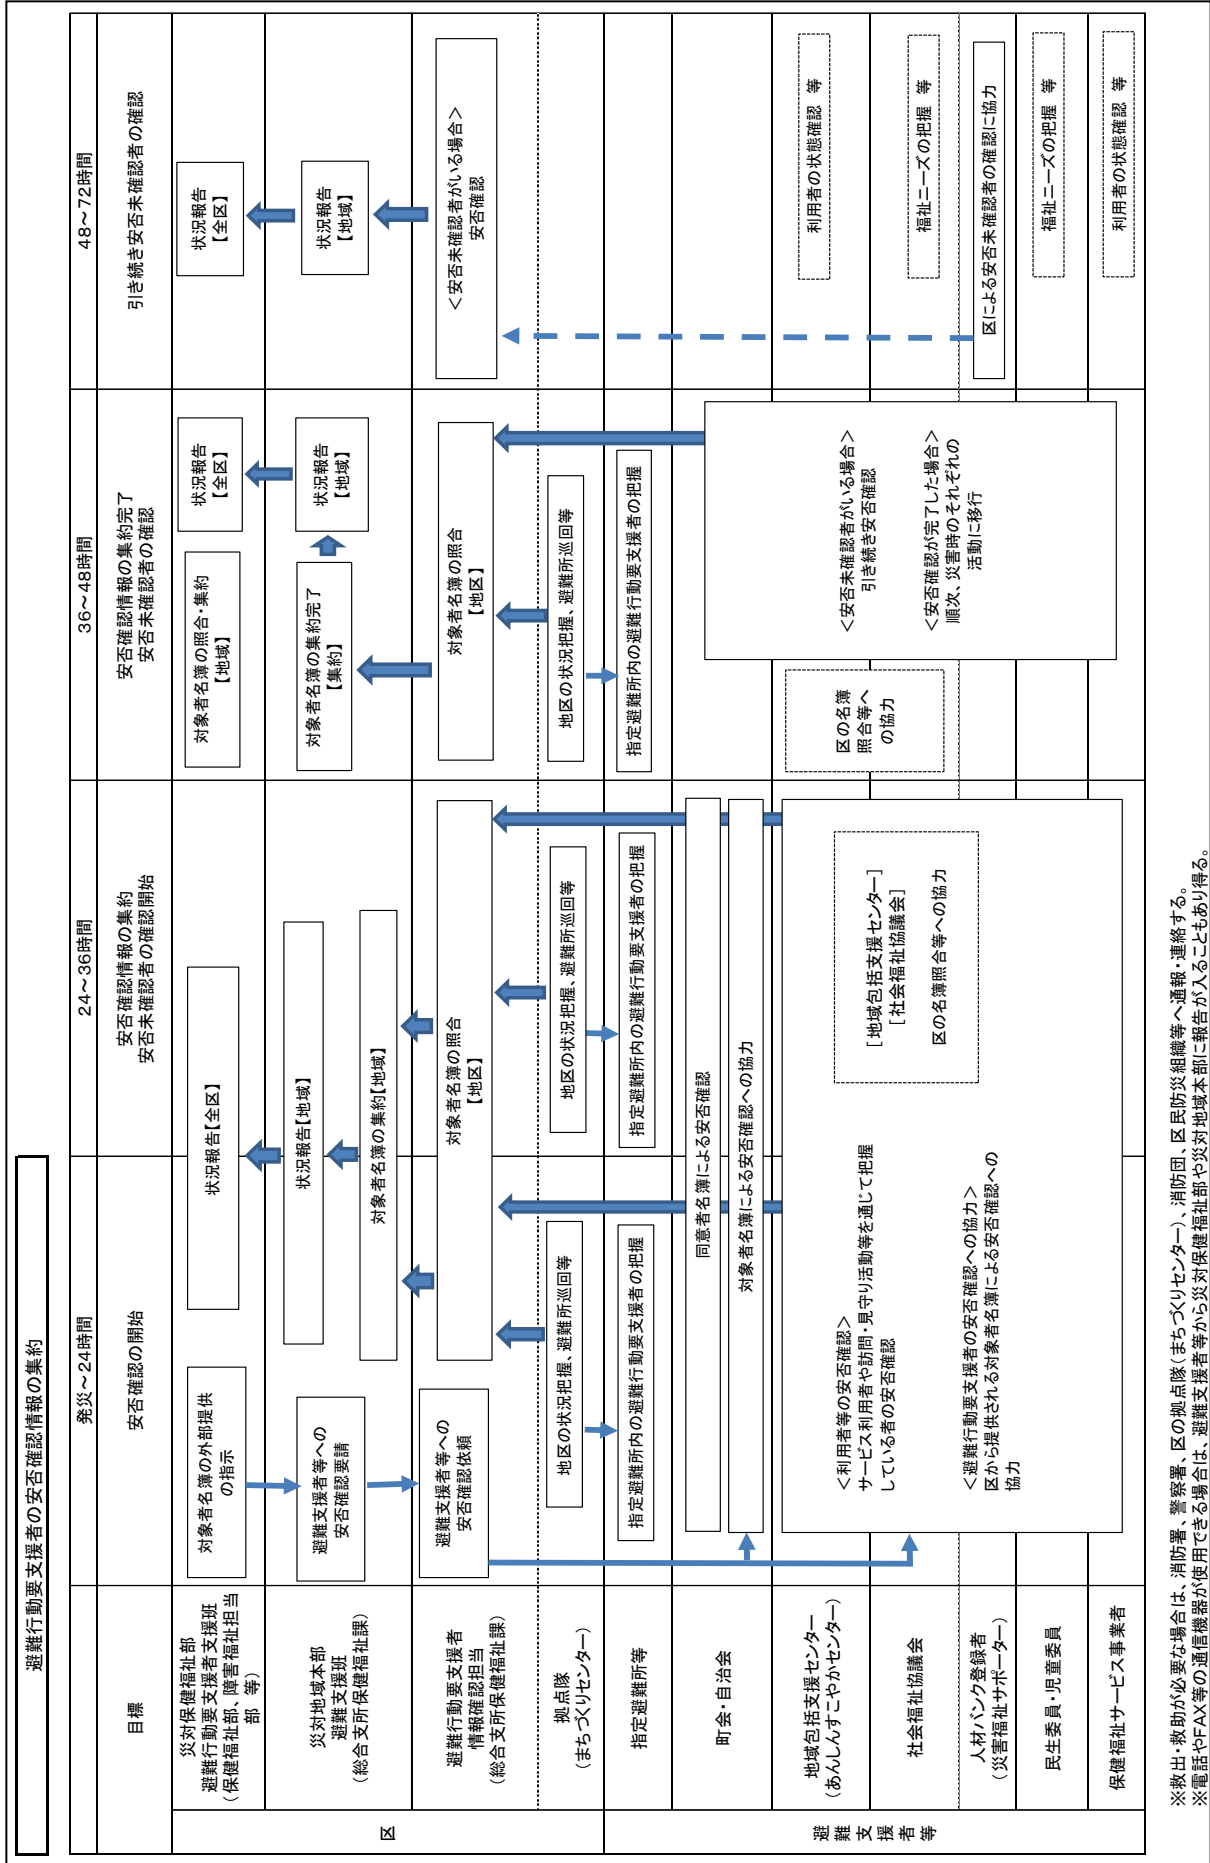 避難行動要支援者の安否確認情報の集約
発災～24時間
24～36時間
36～48時間
48～72時間
目標
安否確認の開始
安否確認情報の集約
安否未確認者の確認開始
安否確認情報の集約完了
安否未確認者の確認
引き続き安否未確認者の確認
区
災対保健福祉部
避難行動要支援者支援班
（保健福祉部、障害福祉担当
部 等）
対象者名簿の外部提供
の指示
状況報告【全区】
対象者名簿の照合・集約
【地域】
状況報告
【全区】
状況報告
【全区】
災対地域本部
避難支援班
（総合支所保健福祉課）
避難支援者等への
安否確認要請
状況報告【地域】
対象者名簿の集約【地域】
対象者名簿の集約完了
【集約】
状況報告
【地域】
状況報告
【地域】
避難行動要支援者
情報確認担当
（総合支所保健福祉課）
避難支援者等への
安否確認依頼
対象者名簿の照合
【地区】
対象者名簿の照合
【地区】
＜安否未確認者がいる場合＞
安否確認
拠点隊
（まちづくりセンター）
地区の状況把握、避難所巡回等
地区の状況把握、避難所巡回等
地区の状況把握、避難所巡回等
避難支援者等
指定避難所等
指定避難所内の避難行動要支援者の把握
指定避難所内の避難行動要支援者の把握
指定避難所内の避難行動要支援者の把握
町会・自治会
同意者名簿による安否確認
対象者名簿による安否確認への協力
地域包括支援センター
（あんしんすこやかセンター）
社会福祉協議会
人材バンク登録者
（災害福祉サポーター）
民生委員・児童委員
保健福祉サービス事業者
＜利用者等の安否確認＞
サービス利用者や訪問・見守り活動等を通じて把握
している者の安否確認
＜避難行動要支援者の安否確認への協力＞
区から提供される対象者名簿による安否確認への
協力
［地域包括支援センター］
［社会福祉協議会］
区の名簿照合等への協力
区の名簿
照合等へ
の協力
＜安否未確認者がいる場合＞
引き続き安否確認
＜安否確認が完了した場合＞
順次、災害時のそれぞれの
活動に移行
利用者の状態確認 等
福祉ニーズの把握 等
区による安否未確認者の確認に協力
福祉ニーズの把握 等
利用者の状態確認 等
※救出・救助が必要な場合は、消防署、警察署、区の拠点隊（まちづくりセンター）、消防団、区民防災組織等へ通報・連絡する。
※電話やFAX等の通信機器が使用できる場合は、避難支援者等から災対保健福祉部や災対地域本部に報告が入ることもあり得る。